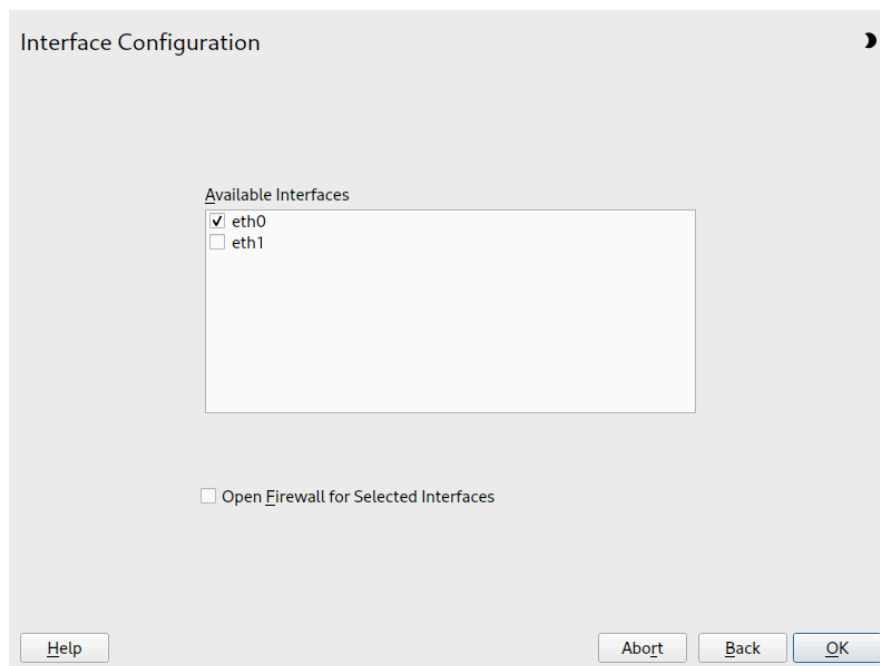 Interface Configuration
Available Interfaces
eth0
eth1
Open Firewall for Selected Interfaces
Help Abort Back OK